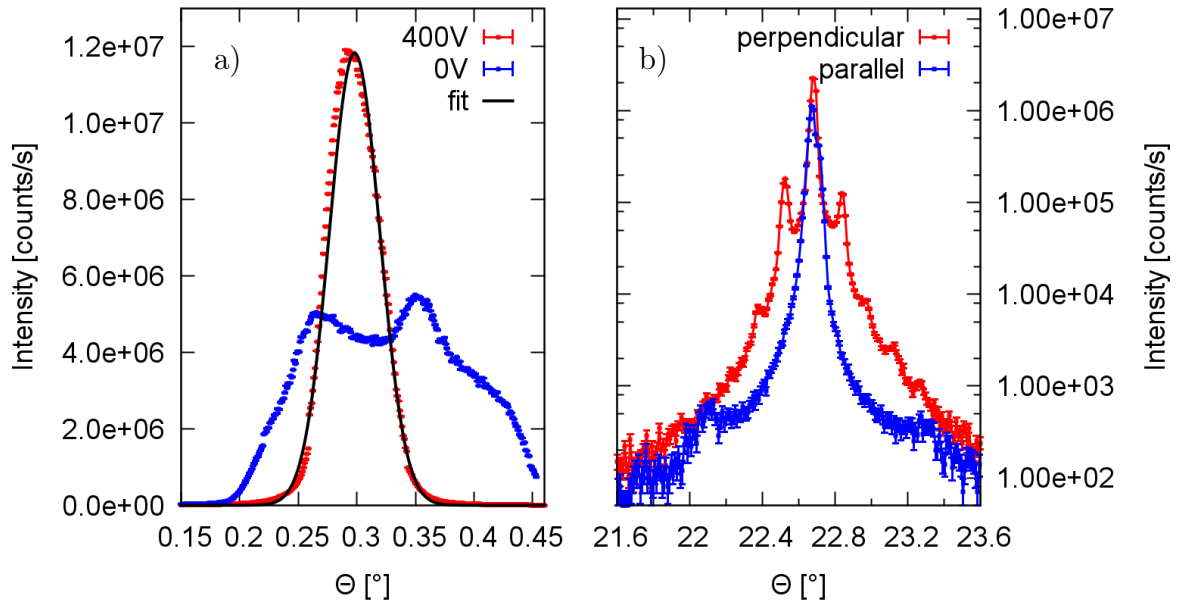 a)
400V
0V
fit
1.2e+07
1.0e+07
8.0e+06
6.0e+06
4.0e+06
2.0e+06
0.0e+00
Intensity [counts/s]
0.15 0.2 0.25 0.3 0.35 0.4 0.45
Θ [°]
b)
perpendicular
parallel
1.00e+07
1.00e+06
1.00e+05
1.00e+04
1.00e+03
1.00e+02
Intensity [counts/s]
21.6 22 22.4 22.8 23.2 23.6
Θ [°]